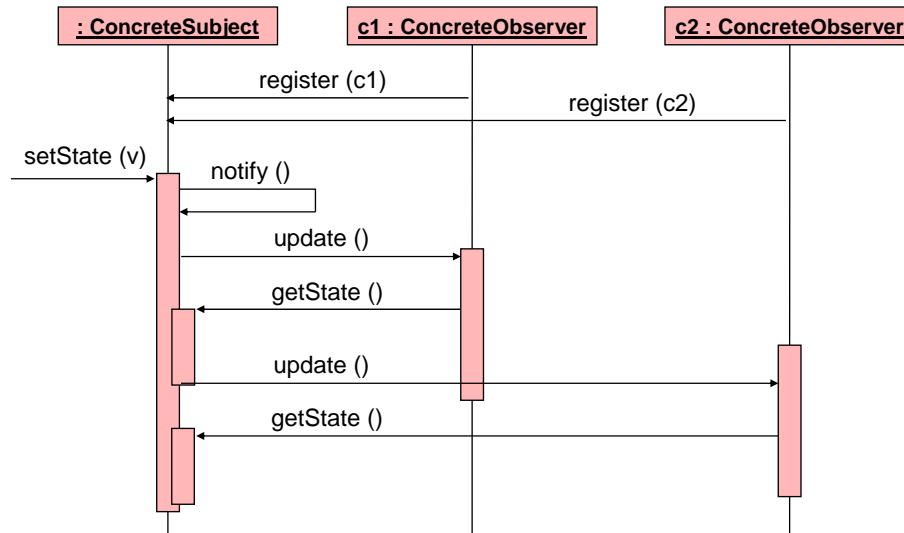 : ConcreteSubject
c1 : ConcreteObserver
c2 : ConcreteObserver
register (c1)
register (c2)
setState (v)
notify ()
update ()
getState ()
update ()
getState ()